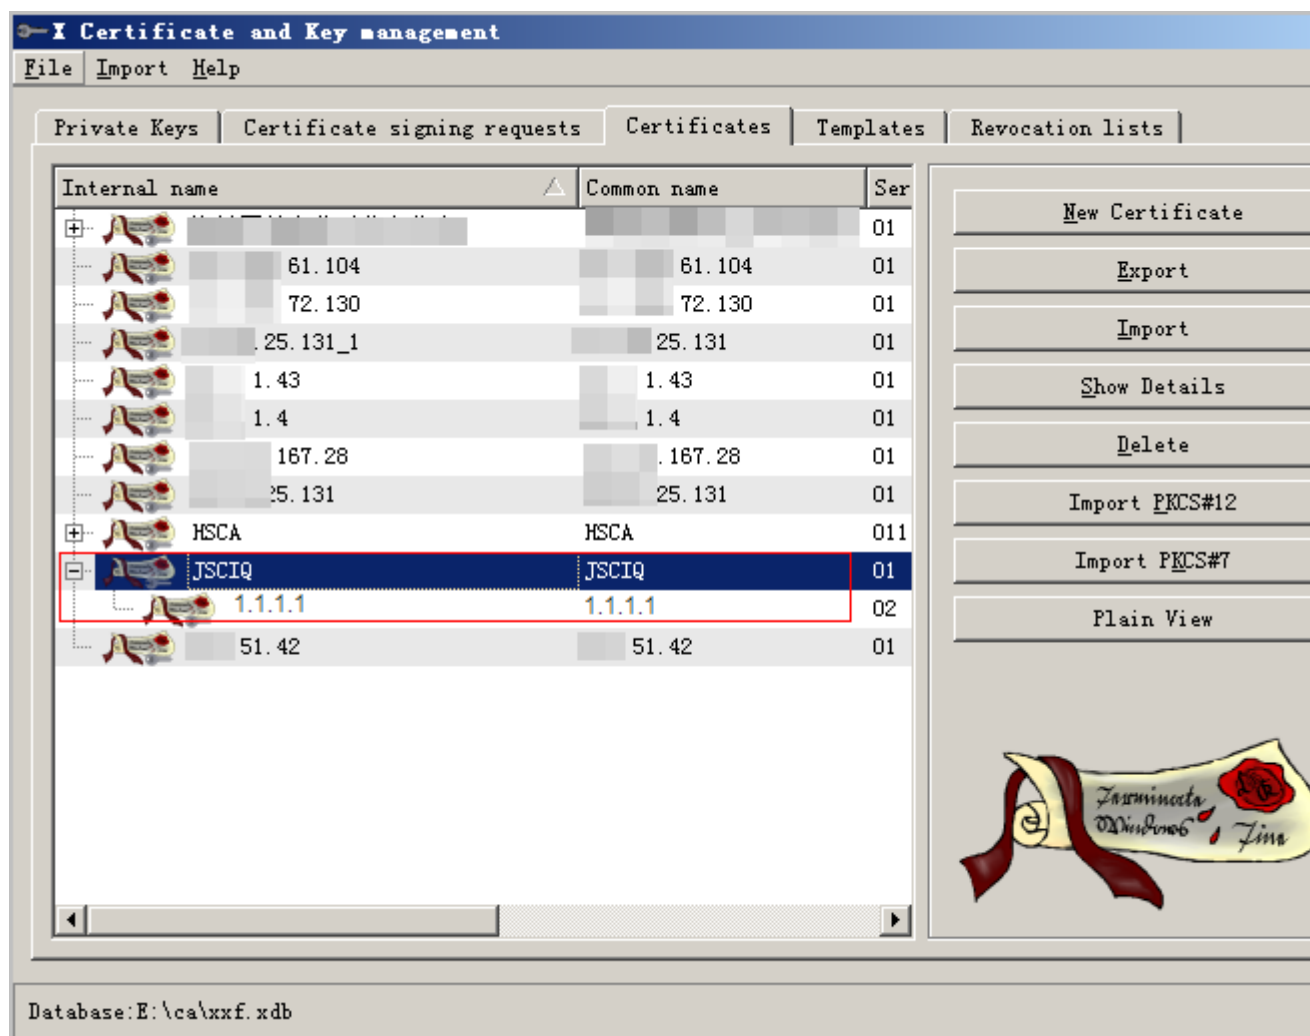 X Certificate and Key management
File Import Help
Private Keys Certificate signing requests Certificates Templates Revocation lists
Internal name Common name Ser
01
61.104 61.104 01
72.130 72.130 01
.25.131_1 25.131 01
1.43 1.43 01
1.4 1.4 01
167.28 .167.28 01
25.131 25.131 01
HSCA HSCA 011
JSCIQ JSCIQ 01
1.1.1.1 1.1.1.1 02
51.42 51.42 01
New Certificate
Export
Import
Show Details
Delete
Import PKCS#12
Import PKCS#7
Plain View
Windows
Fine
Database:E:\ca\xxf.xdb